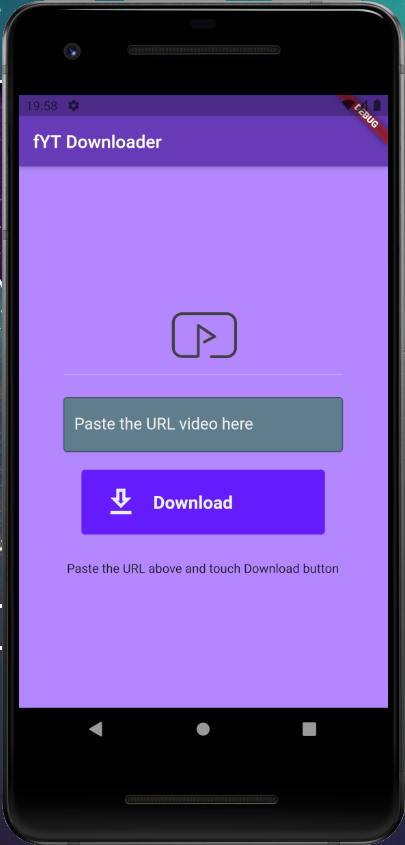 19:58
DEBUG
fYT Downloader
Paste the URL video here
Download
Paste the URL above and touch Download button